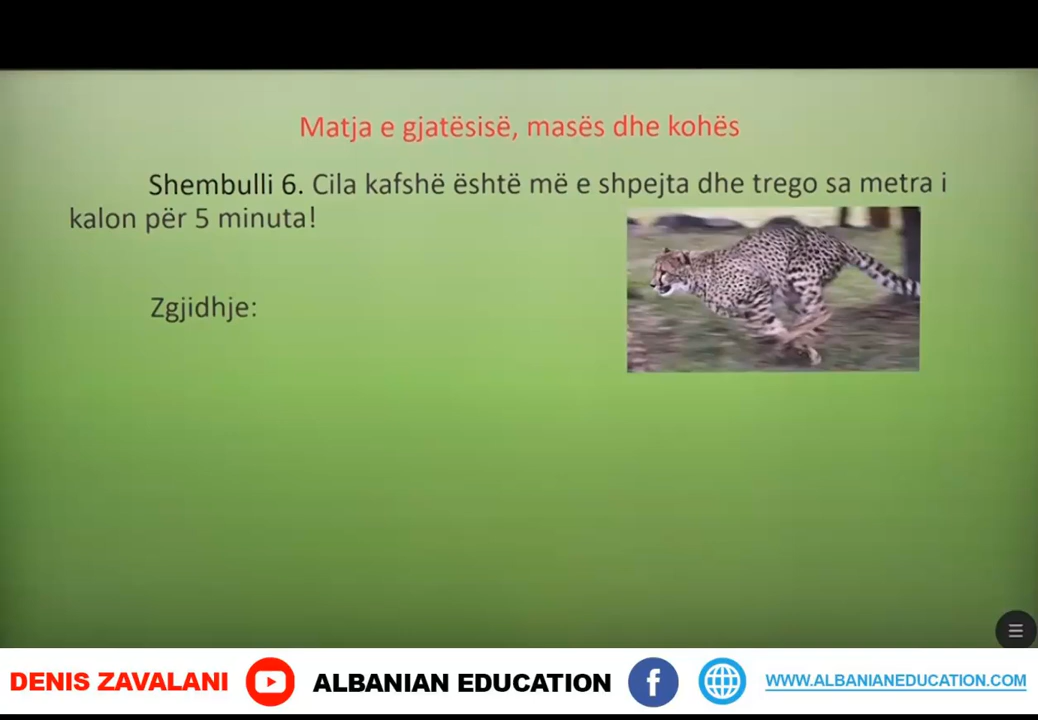 Matja e gjatësisë, masës dhe kohës
Shembulli 6. Cila kafshë është më e shpejta dhe trego sa metra i
kalon për 5 minuta!
Zgjidhje:
DENIS ZAVALANI ALBANIAN EDUCATION WWW.ALBANIANEDUCATION.COM